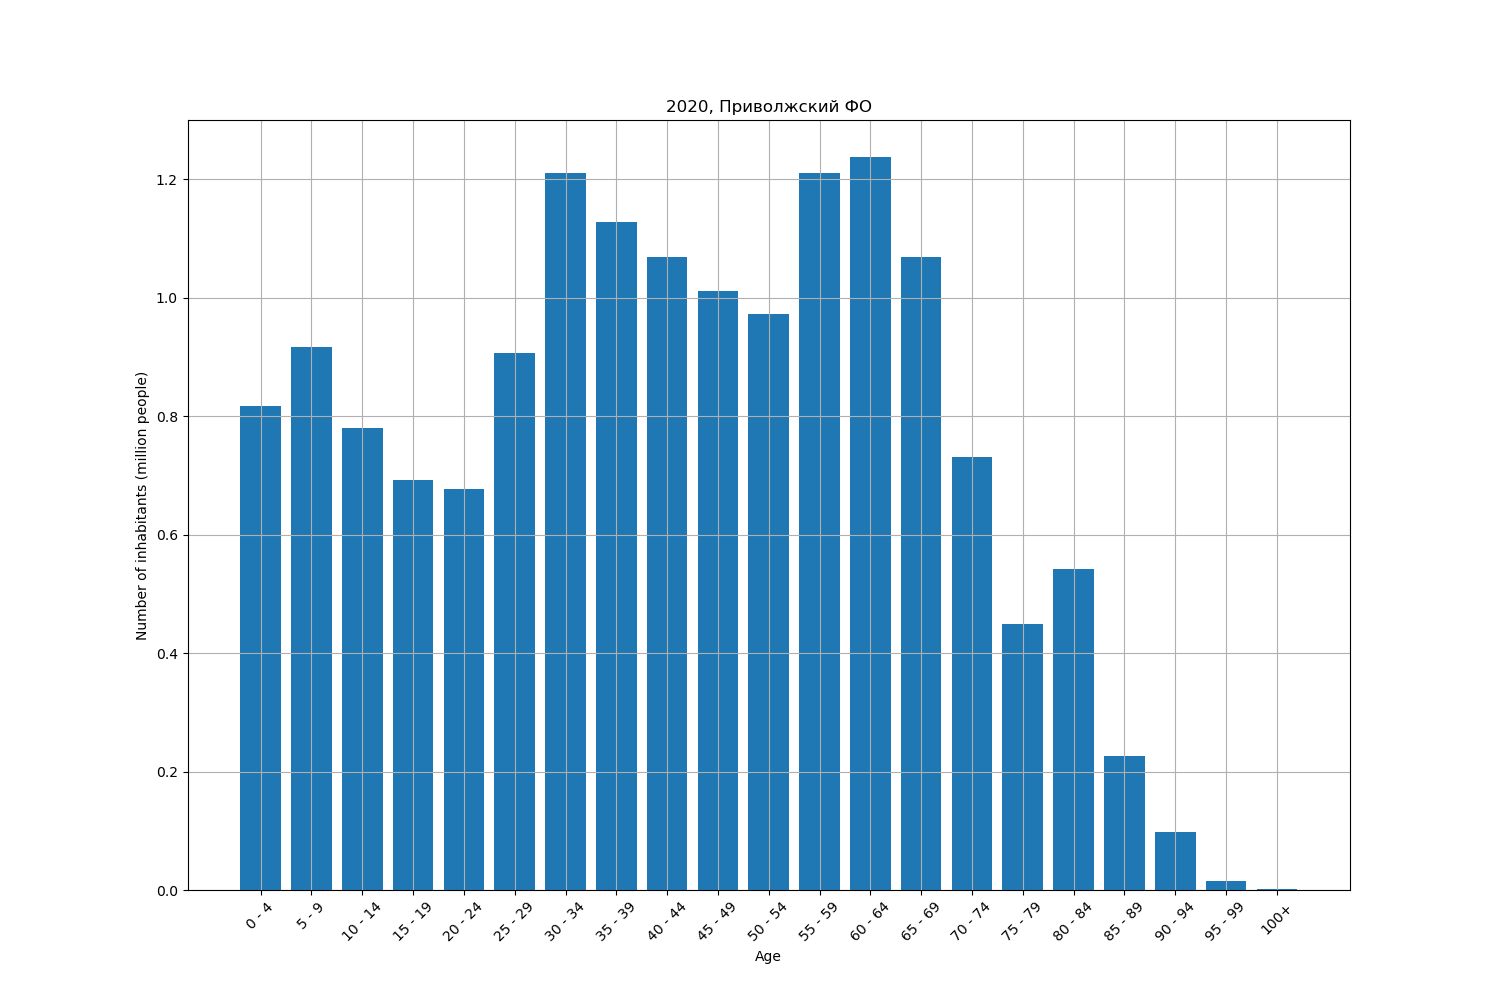 2020, Приволжский ФО
Number of inhabitants (million people)
1.2
1.0
0.8
0.6
0.4
0.2
0.0
0 - 4
5 - 9
10 - 14
15 - 19
20 - 24
25 - 29
30 - 34
35 - 39
40 - 44
45 - 49
50 - 54
55 - 59
60 - 64
65 - 69
70 - 74
75 - 79
80 - 84
85 - 89
90 - 94
95 - 99
100+
Age